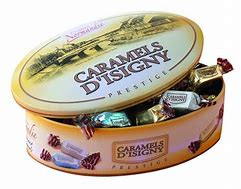 Normandie
CARAMELS
D'ISIGNY
PRESTIGE
CARAMELS
D'ISIGNY
PRESTIGE